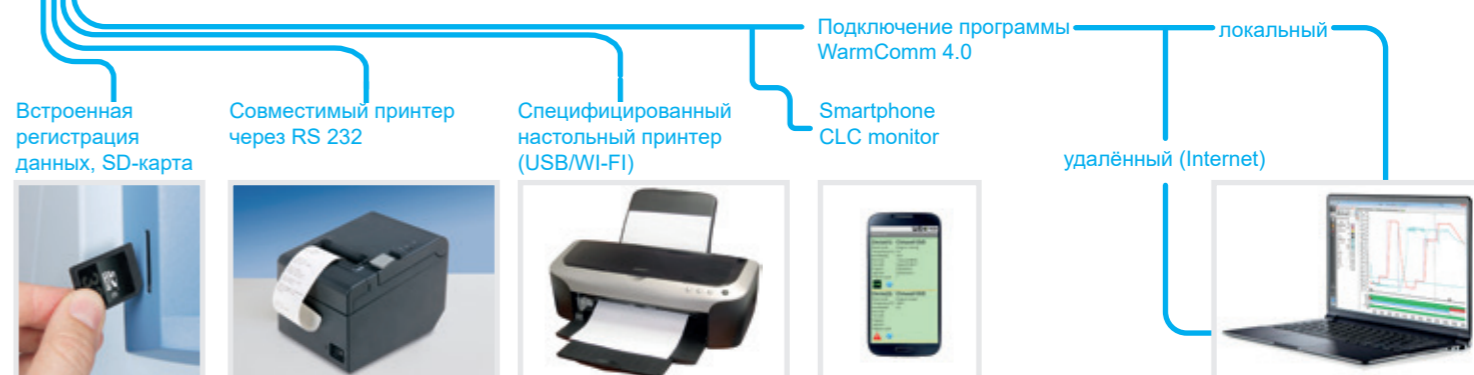 Подключение программы
WarmComm 4.0
локальный
Встроенная
регистрация
данных, SD-карта
Совместимый принтер
через RS 232
Специфицированный
настольный принтер
(USB/WI-FI)
Smartphone
CLC monitor
удалённый (Internet)